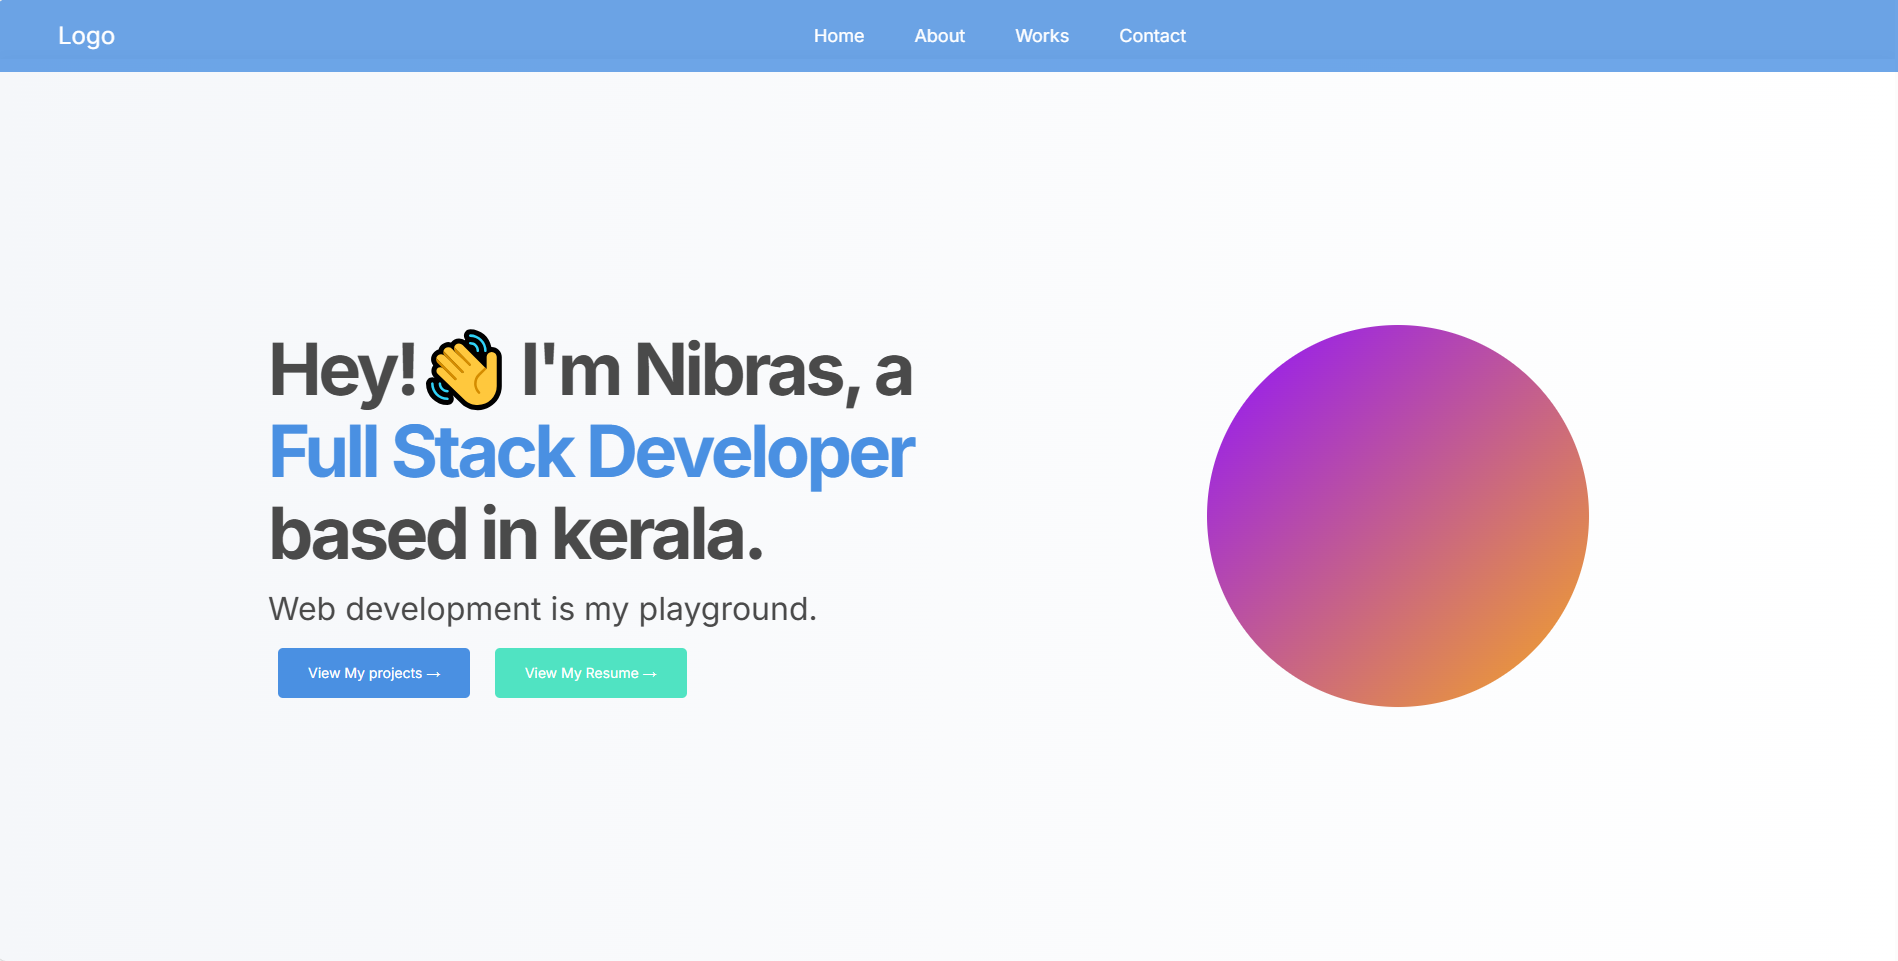 Logo
Home About Works Contact
Hey!👋 I'm Nibras, a
Full Stack Developer
based in kerala.
Web development is my playground.
View My projects →
View My Resume →